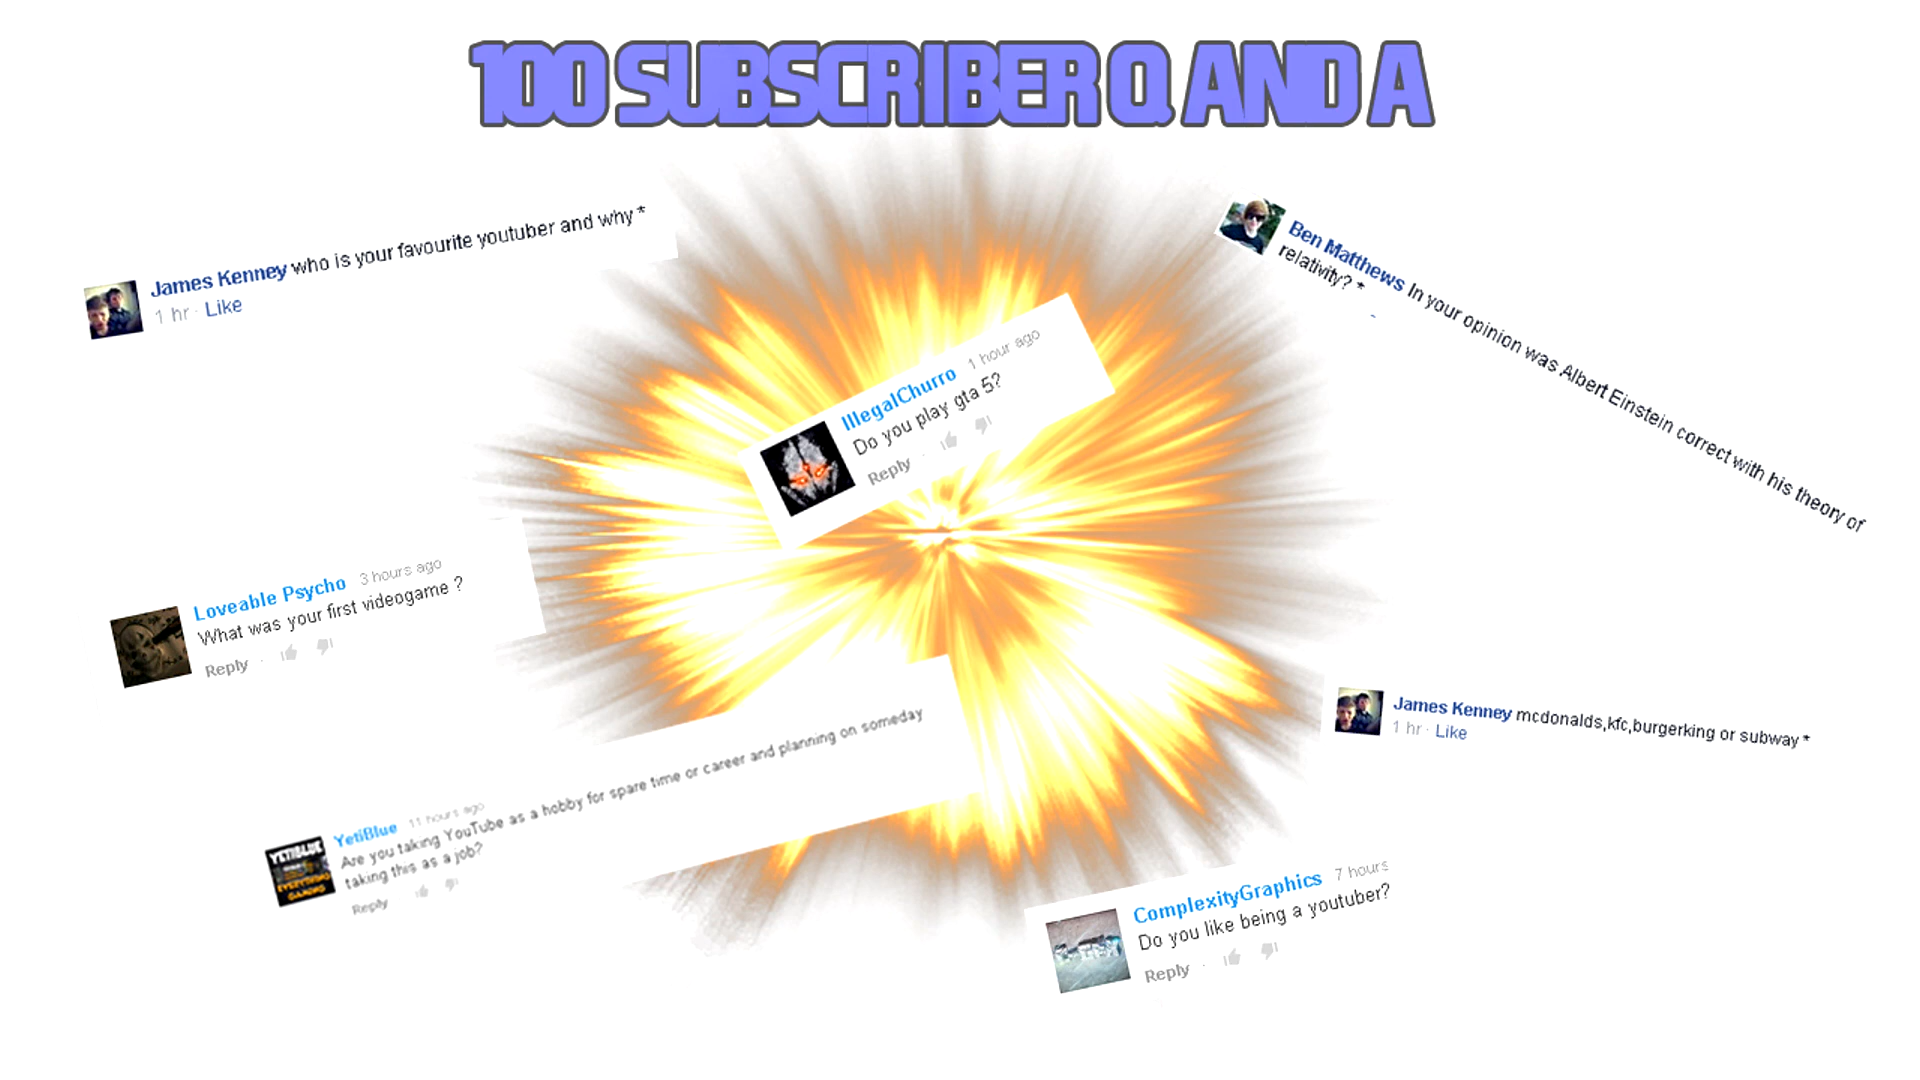 100 SUBSCRIBER Q AND A
James Kenney who is your favourite youtuber and why *
1 hr · Like
Ben Matthews In your opinion was Albert Einstein correct with his theory of
relativity? *
IllegalChurro 1 hour ago
Do you play gta 5?
Reply ·
Loveable Psycho 3 hours ago
What was your first videogame ?
Reply ·
James Kenney mcdonalds,kfc,burgerking or subway *
1 hr · Like
YETIBLUE
EVERYTHING
GAMING
YetiBlue 11 hours ago
Are you taking YouTube as a hobby for spare time or career and planning on someday
taking this as a job?
Reply
ComplexityGraphics 7 hours
Do you like being a youtuber?
Reply ·